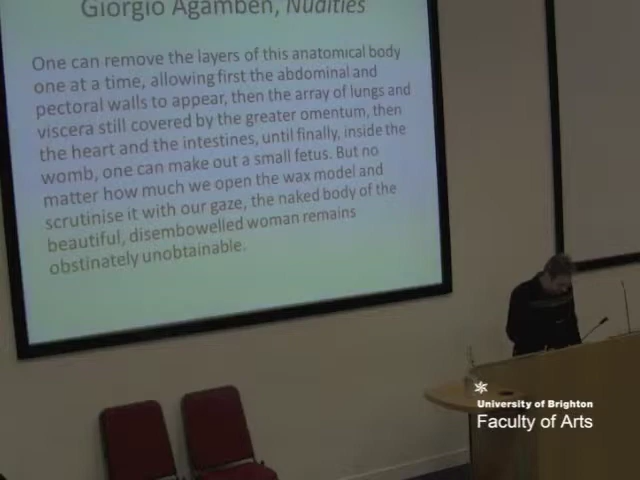 Giorgio Agamben, Nudities
One can remove the layers of this anatomical body
one at a time, allowing first the abdominal and
pectoral walls to appear, then the array of lungs and
viscera still covered by the greater omentum, then
the heart and the intestines, until finally, inside the
womb, one can make out a small fetus. But no
matter how much we open the wax model and
scrutinise it with our gaze, the naked body of the
beautiful, disembowelled woman remains
obstinately unobtainable.
University of Brighton
Faculty of Arts